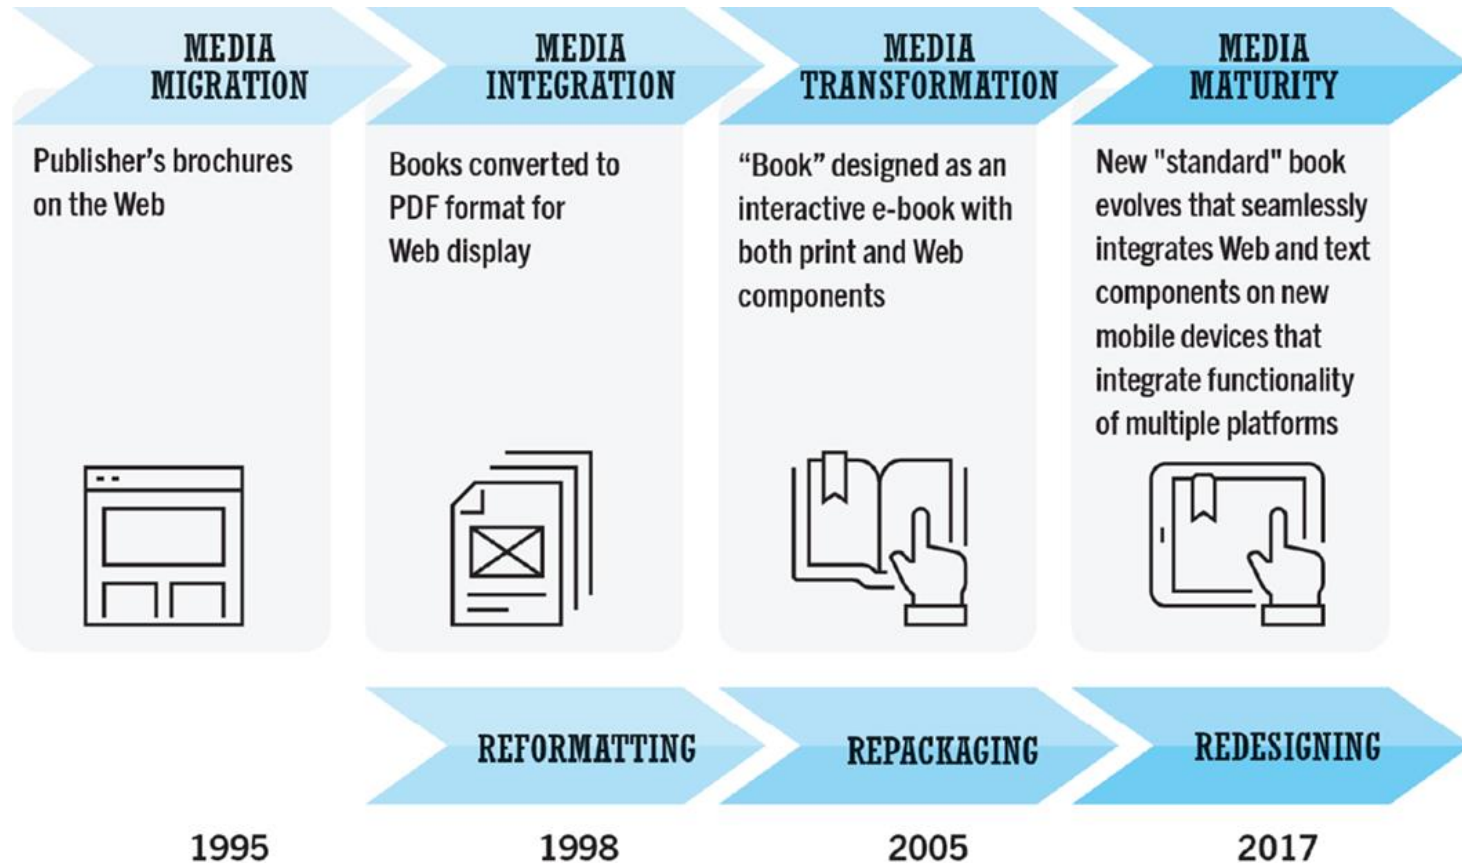 MEDIA
MIGRATION
Publisher’s brochures
on the Web
MEDIA
INTEGRATION
Books converted to
PDF format for
Web display
MEDIA
TRANSFORMATION
“Book” designed as an
interactive e-book with
both print and Web
components
MEDIA
MATURITY
New "standard" book
evolves that seamlessly
integrates Web and text
components on new
mobile devices that
integrate functionality
of multiple platforms
REFORMATTING
REPACKAGING
REDESIGNING
1995
1998
2005
2017